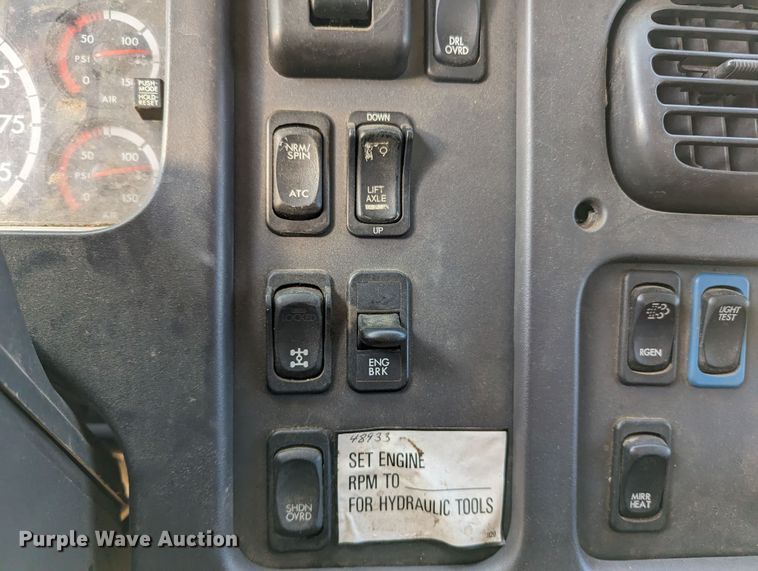 50
100
PSI
0
150
AIR
PUSH-
MODE
HOLD-
RESET
75
50
100
PSI
0
150
DRL
OVRD
NRM/
SPIN
ATC
DOWN
LIFT
AXLE
UP
LOCKED
ENG
BRK
RGEN
LIGHT
TEST
MIRR
HEAT
SHDN
OVRD
48933
SET ENGINE
RPM TO
FOR HYDRAULIC TOOLS
Purple Wave Auction